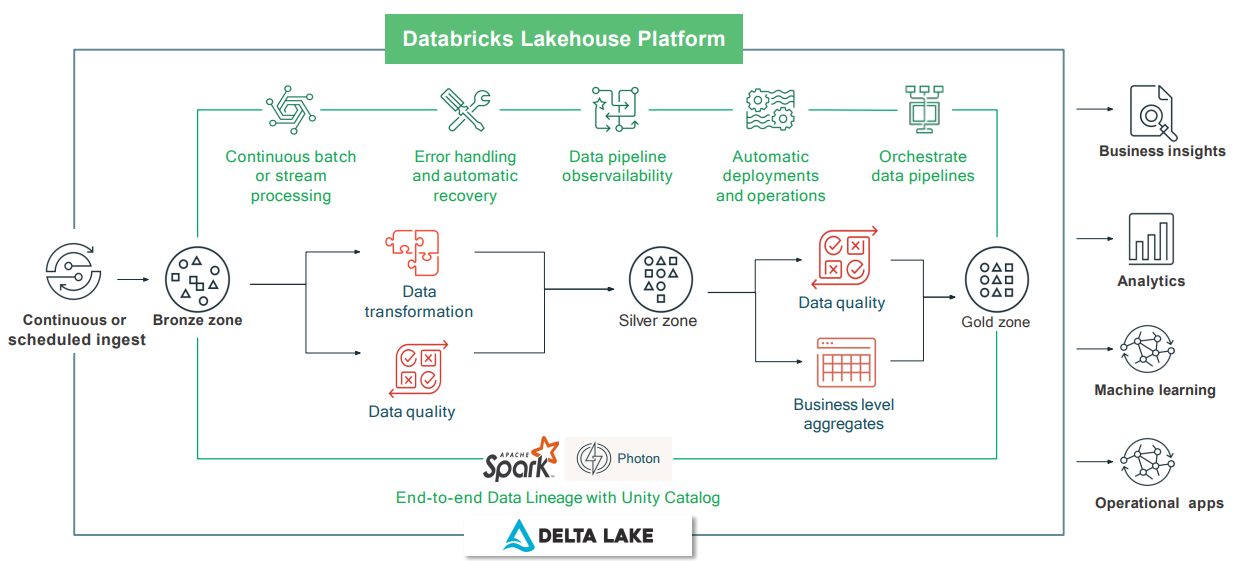 Databricks Lakehouse Platform
Continuous batch
or stream
processing
Error handling
and automatic
recovery
Data pipeline
observailability
Automatic
deployments
and operations
Orchestrate
data pipelines
Business insights
Analytics
Machine learning
Operational apps
Continuous or
scheduled ingest
Bronze zone
Data
transformation
Data quality
Silver zone
Data quality
Business level
aggregates
Gold zone
APACHE
Spark
Photon
End-to-end Data Lineage with Unity Catalog
DELTA LAKE